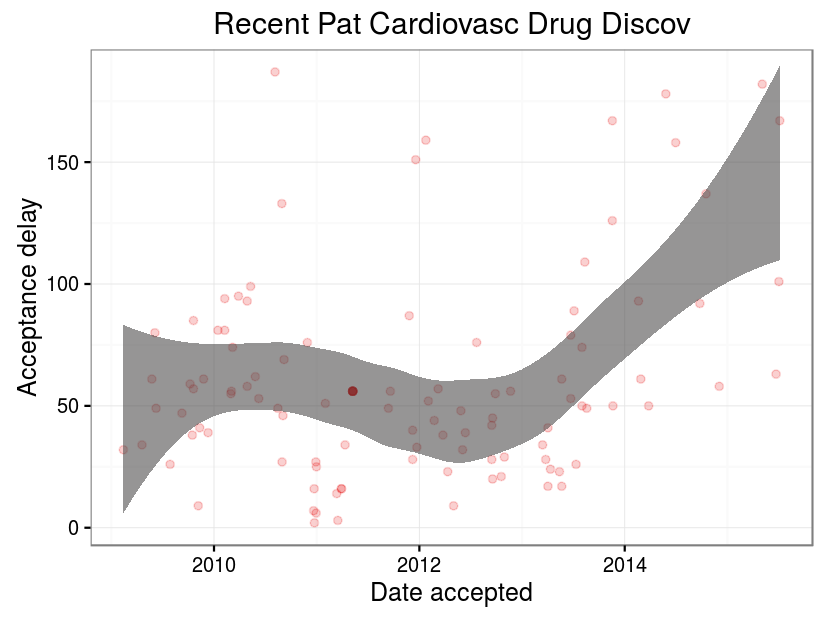 Recent Pat Cardiovasc Drug Discov
Acceptance delay
150
100
50
0
2010 2012 2014
Date accepted